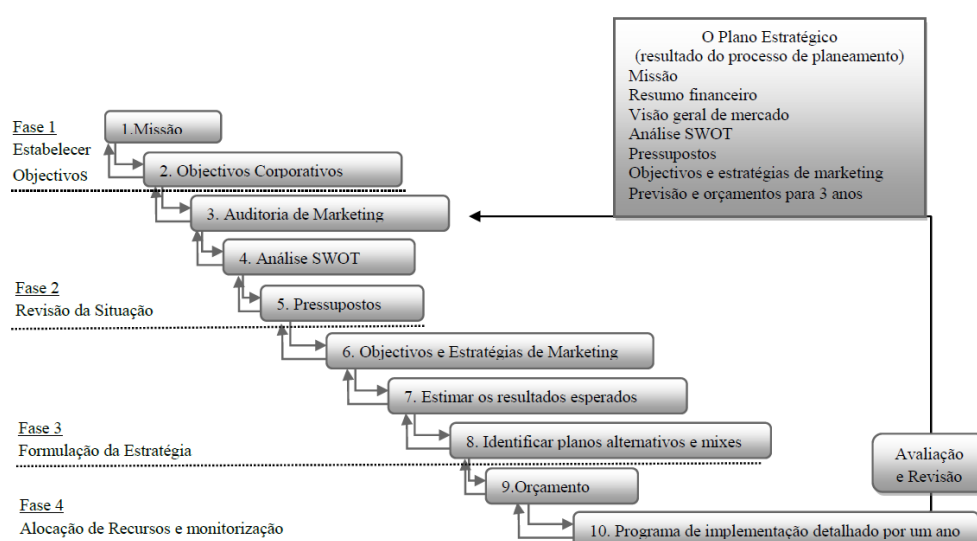 O Plano Estratégico
(resultado do processo de planeamento)
Missão
Resumo financeiro
Visão geral de mercado
Análise SWOT
Pressupostos
Objectivos e estratégias de marketing
Previsão e orçamentos para 3 anos
Fase 1
Estabelecer
Objectivos
1.Missão
2. Objectivos Corporativos
3. Auditoria de Marketing
4. Análise SWOT
Fase 2
Revisão da Situação
5. Pressupostos
6. Objectivos e Estratégias de Marketing
7. Estimar os resultados esperados
Fase 3
Formulação da Estratégia
8. Identificar planos alternativos e mixes
Avaliação
e Revisão
9.Orçamento
Fase 4
Alocação de Recursos e monitorização
10. Programa de implementação detalhado por um ano